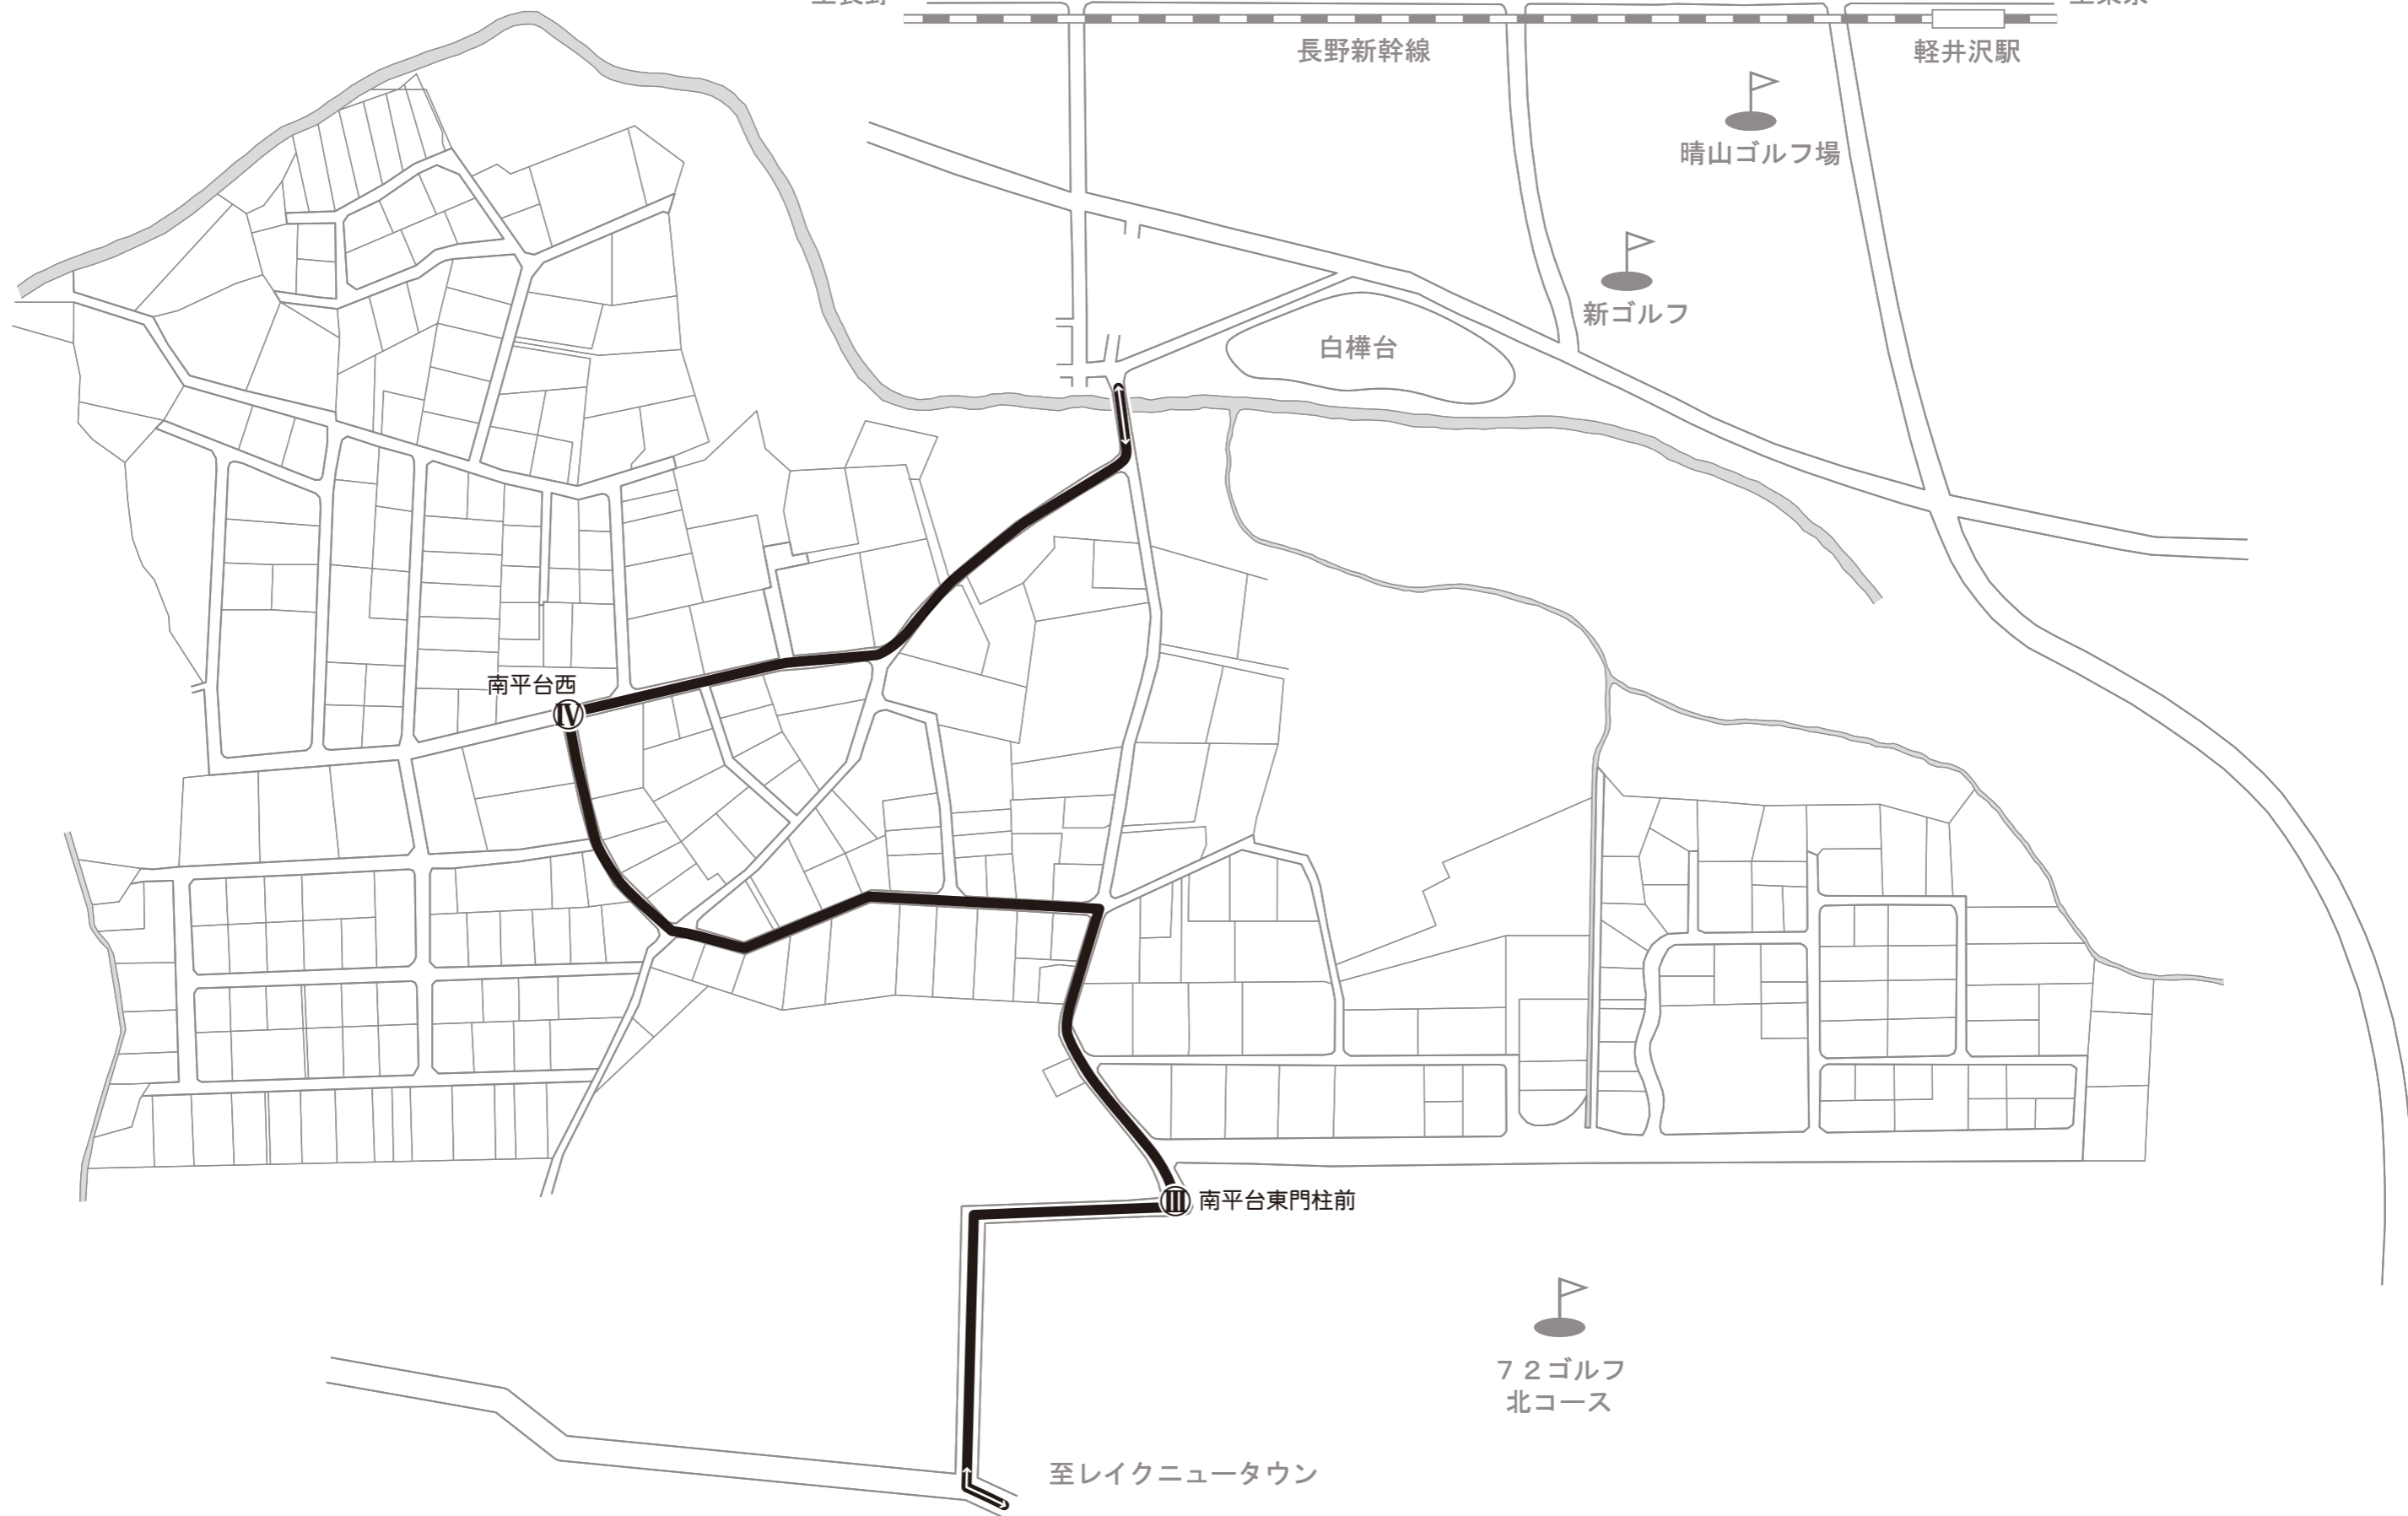 長野新幹線
軽井沢駅
晴山ゴルフ場
新ゴルフ
白樺台
南平台西
Ⅳ
Ⅲ
南平台東門柱前
７２ゴルフ
北コース
至レイクニュータウン